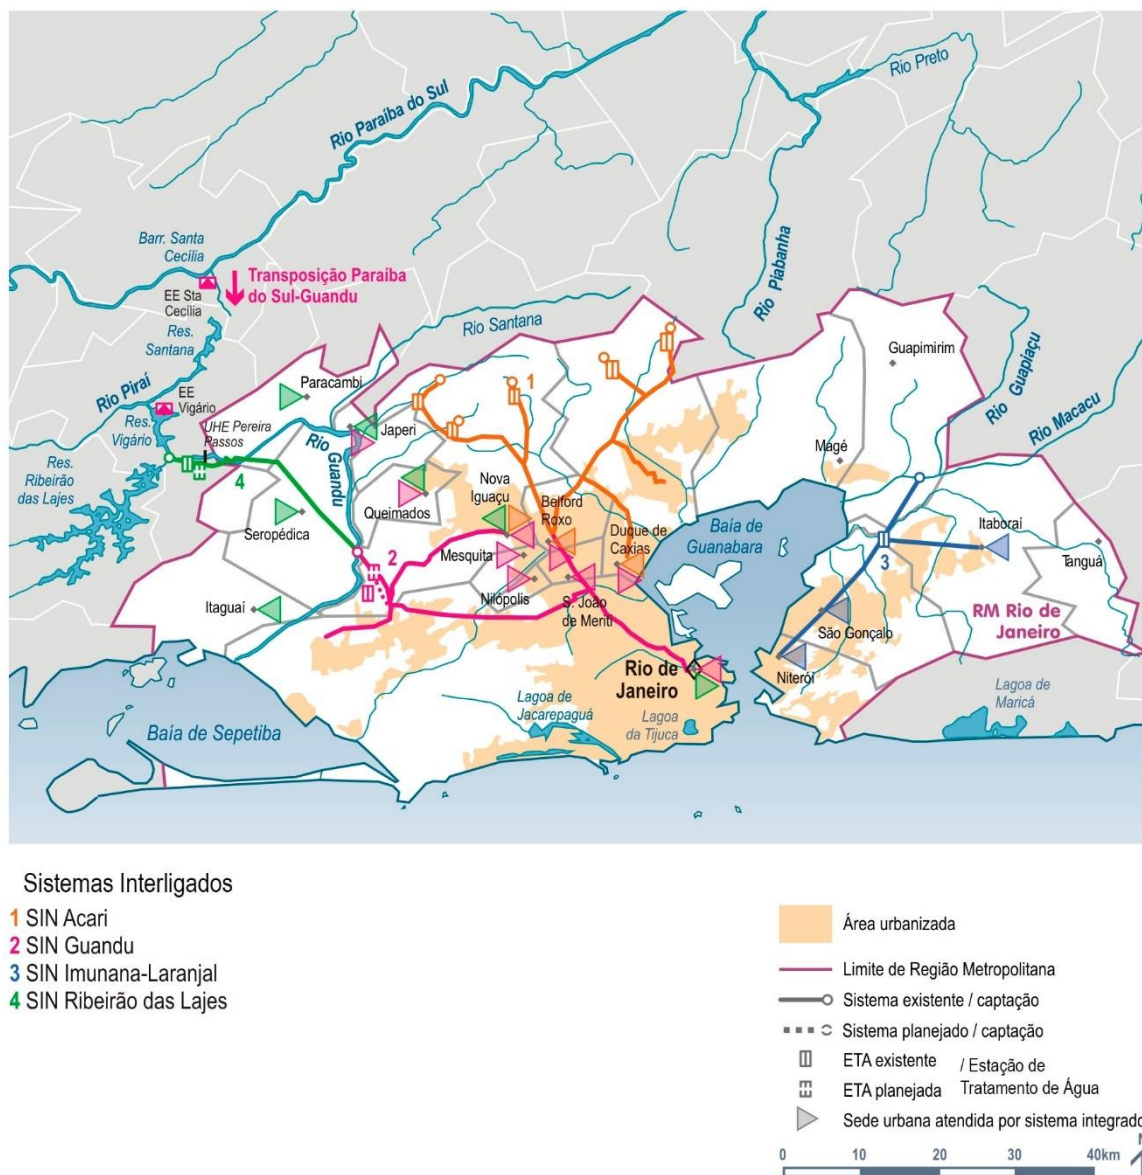 Rio Preto
Rio Paraíba do Sul
Barr. Santa
Cecília
Transposição Paraíba
do Sul-Guandu
EE Sta
Cecília
Res.
Santana
Rio Piabanha
Rio Santana
Guapimirim
Rio Guapiaçu
Rio Macacu
Paracambi
Rio Piraí
EE
Vigário
Res.
Vigário
UHE Pereira
Passos
Rio Guandu
Japeri
1
Magé
Res.
Ribeirão
das Lajes
4
Nova
Iguaçu
Belford
Roxo
Queimados
Seropédica
Duque de
Caxias
Baía de
Guanabara
Itaboraí
Tanguá
2
Mesquita
3
Nilópolis
Itaguaí
S. João
de Meriti
São Gonçalo
RM Rio de
Janeiro
Rio de
Janeiro
Niterói
Lagoa de
Jacarepaguá
Lagoa
da Tijuca
Lagoa de
Maricá
Baía de Sepetiba
Sistemas Interligados
1 SIN Acari
2 SIN Guandu
3 SIN Imunana-Laranjal
4 SIN Ribeirão das Lajes
Área urbanizada
Limite de Região Metropolitana
Sistema existente / captação
Sistema planejado / captação
ETA existente
ETA planejada
/ Estação de
Tratamento de Água
Sede urbana atendida por sistema integrado
0 10 20 30 40km
N